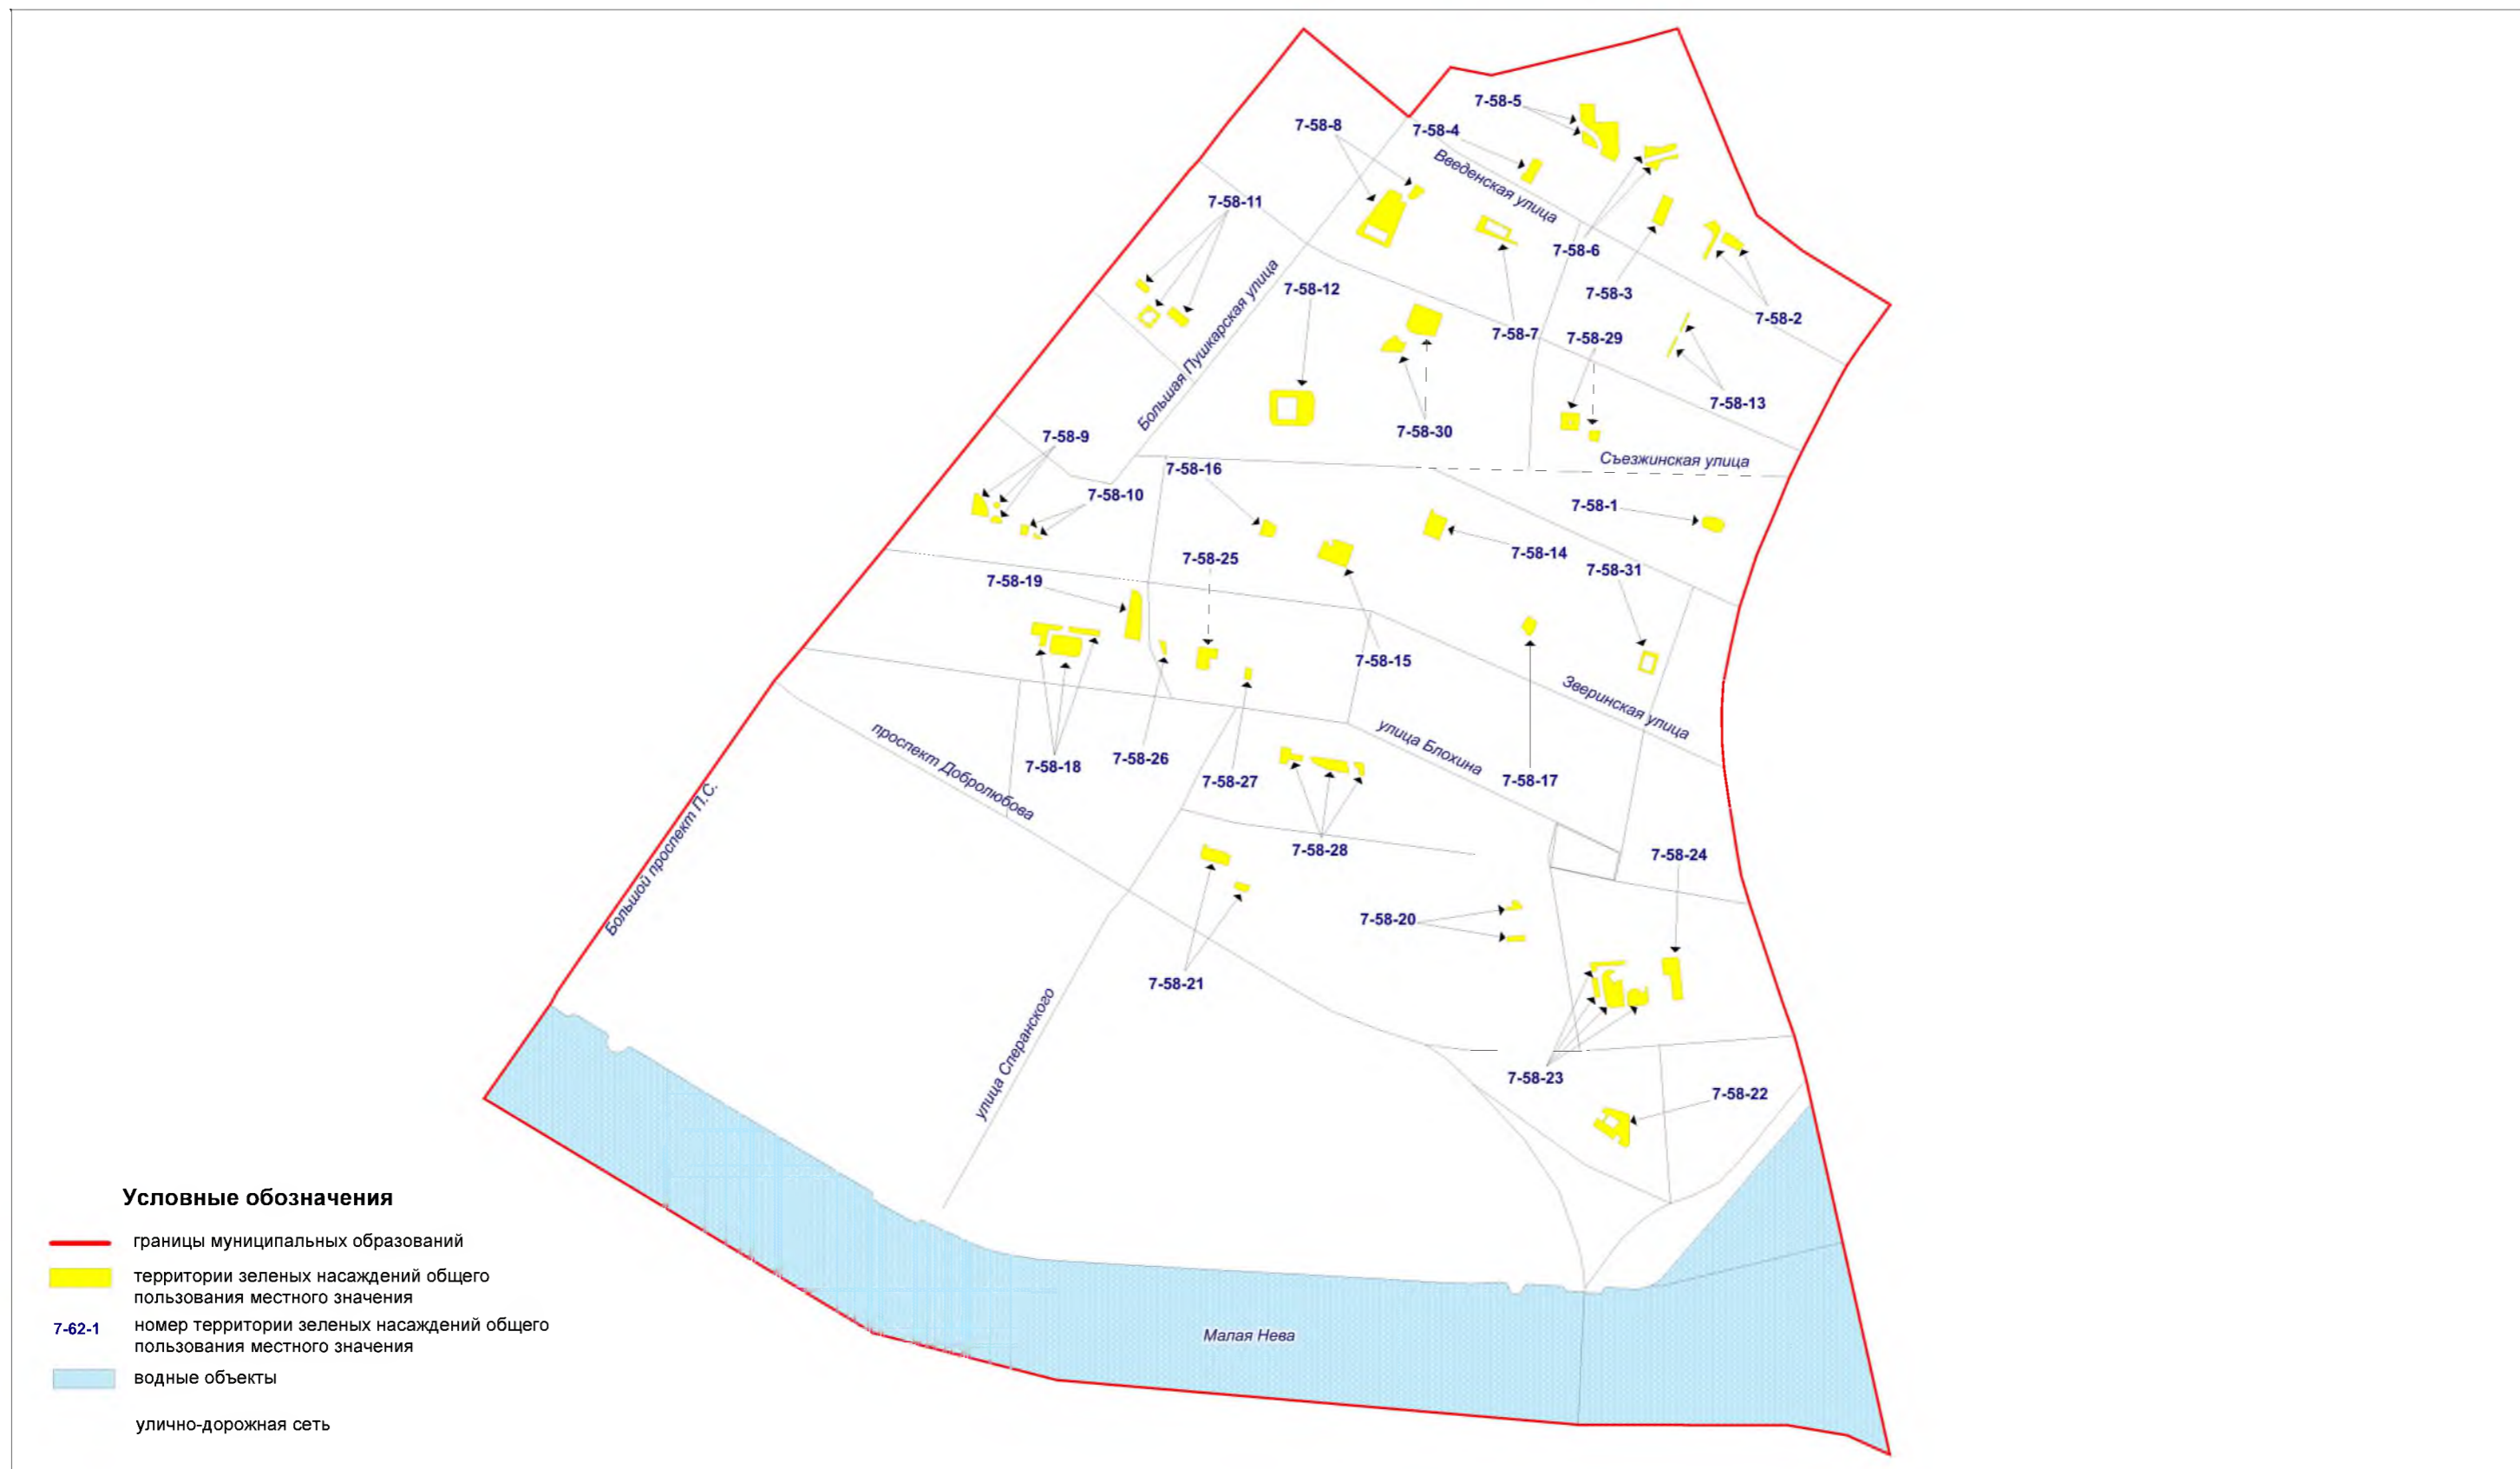 7-58-5
7-58-8
7-58-4
Введенская улица
7-58-11
7-58-6
7-58-12
7-58-3
7-58-2
7-58-7
7-58-29
Большая Пушкарская улица
7-58-13
7-58-30
7-58-9
Съезжинская улица
7-58-16
7-58-10
7-58-1
7-58-14
7-58-25
7-58-31
7-58-19
7-58-15
Зверинская улица
улица Блохина
7-58-26
7-58-18
7-58-27
7-58-17
проспект Добролюбова
Большой проспект П.С.
7-58-28
7-58-24
7-58-20
7-58-21
улица Сперанского
7-58-23
7-58-22
Малая Нева
Условные обозначения
границы муниципальных образований
территории зеленых насаждений общего
пользования местного значения
7-62-1
номер территории зеленых насаждений общего
пользования местного значения
водные объекты
улично-дорожная сеть